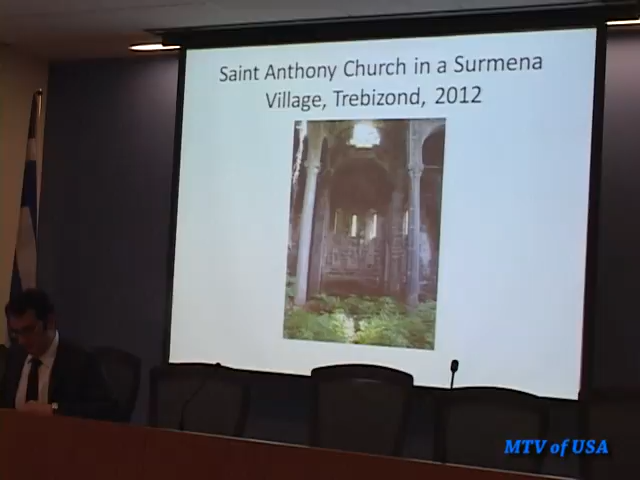 Saint Anthony Church in a Surmena
Village, Trebizond, 2012
MTV of USA